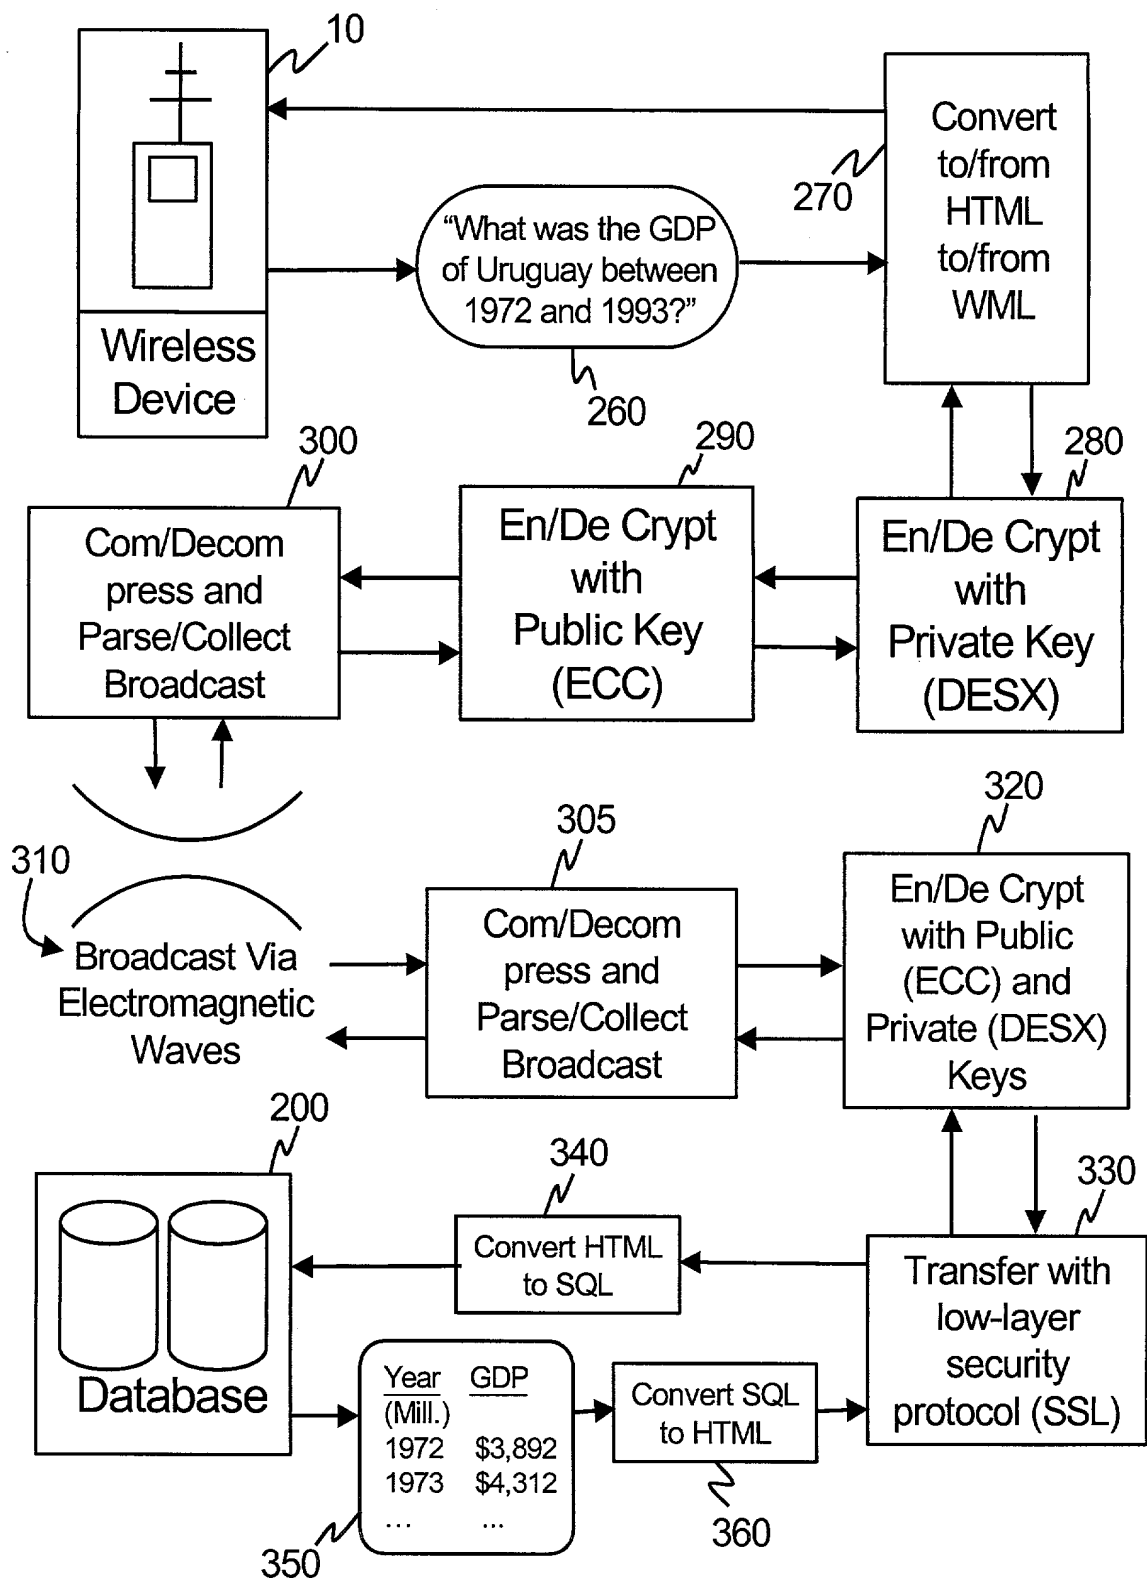 10
Convert
to/from
HTML
to/from
WML
270
“What was the GDP
of Uruguay between
1972 and 1993?”
260
Wireless
Device
300
Com/Decom
press and
Parse/Collect
Broadcast
290
En/De Crypt
with
Public Key
(ECC)
280
En/De Crypt
with
Private Key
(DESX)
310
Broadcast Via
Electromagnetic
Waves
305
Com/Decom
press and
Parse/Collect
Broadcast
320
En/De Crypt
with Public
(ECC) and
Private (DESX)
Keys
200
Database
340
Convert HTML
to SQL
330
Transfer with
low-layer
security
protocol (SSL)
Year GDP
(Mill.)
1972 $3,892
1973 $4,312
... ...
350
Convert SQL
to HTML
360